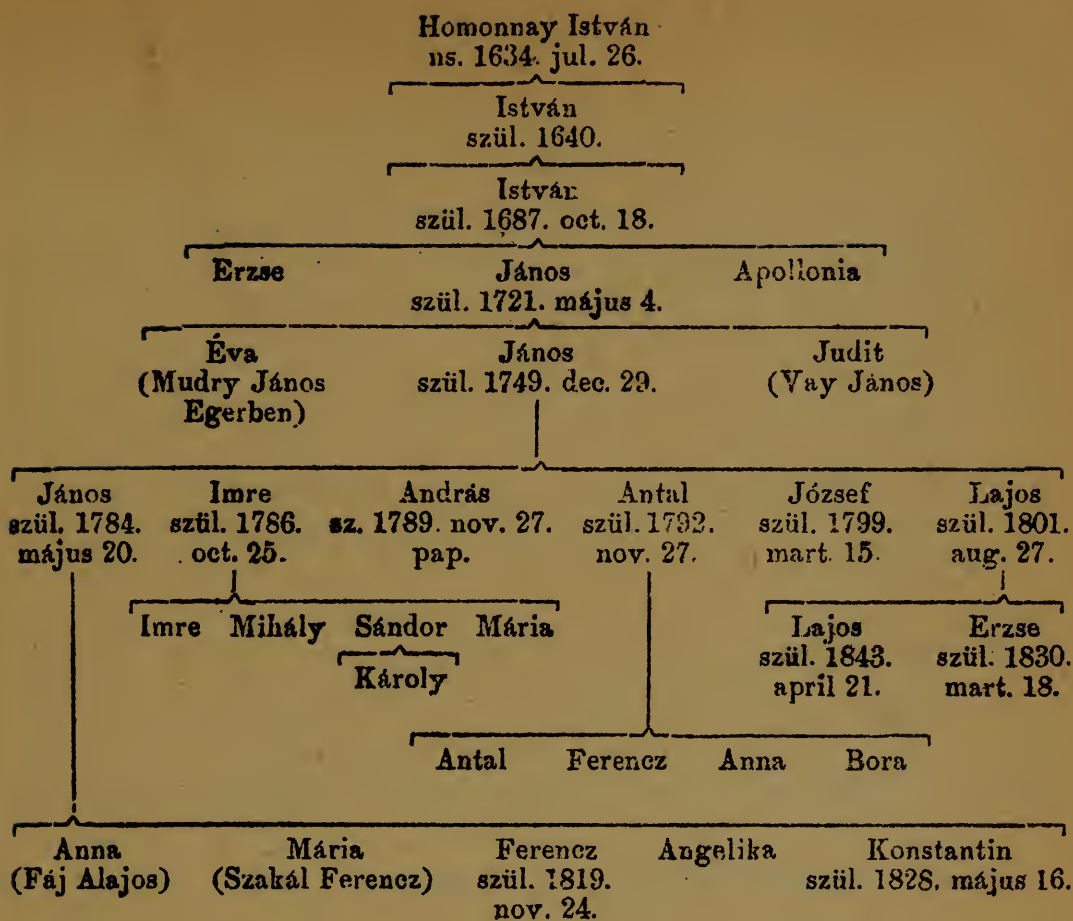 Homonnay István
ns. 1634. jul. 26.
István
szül. 1640.
István
szül. 1687. oct. 18.
Erzse János Apollonia
szül. 1721. május 4.
Éva János Judit
(Mudry János szül. 1749. dec. 29. (Vay János)
Egerben)
János Imre András Antal József Lajos
szül. 1784. szül. 1786. sz. 1789. nov. 27. szül. 1792. szül. 1799. szül. 1801.
május 20. oct. 25. pap. nov. 27. mart. 15. aug. 27.
Imre Mihály Sándor Mária Lajos Erzse
Károly szül. 1843. szül. 1830.
april 21. mart. 18.
Antal Ferencz Anna Bora
Anna Mária Ferencz Angelika Konstantin
(Fáj Alajos) (Szakál Ferencz) szül. 1819. szül. 1828. május 16.
nov. 24.